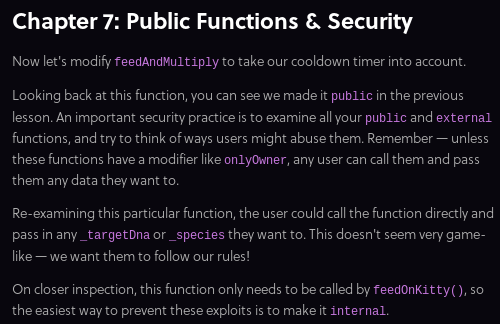 Chapter 7: Public Functions & Security
Now let's modify feedAndMultiply to take our cooldown timer into account.
Looking back at this function, you can see we made it public in the previous
lesson. An important security practice is to examine all your public and external
functions, and try to think of ways users might abuse them. Remember — unless
these functions have a modifier like onlyOwner, any user can call them and pass
them any data they want to.
Re-examining this particular function, the user could call the function directly and
pass in any _targetDna or _species they want to. This doesn't seem very game-
like — we want them to follow our rules!
On closer inspection, this function only needs to be called by feedOnKitty(), so
the easiest way to prevent these exploits is to make it internal.